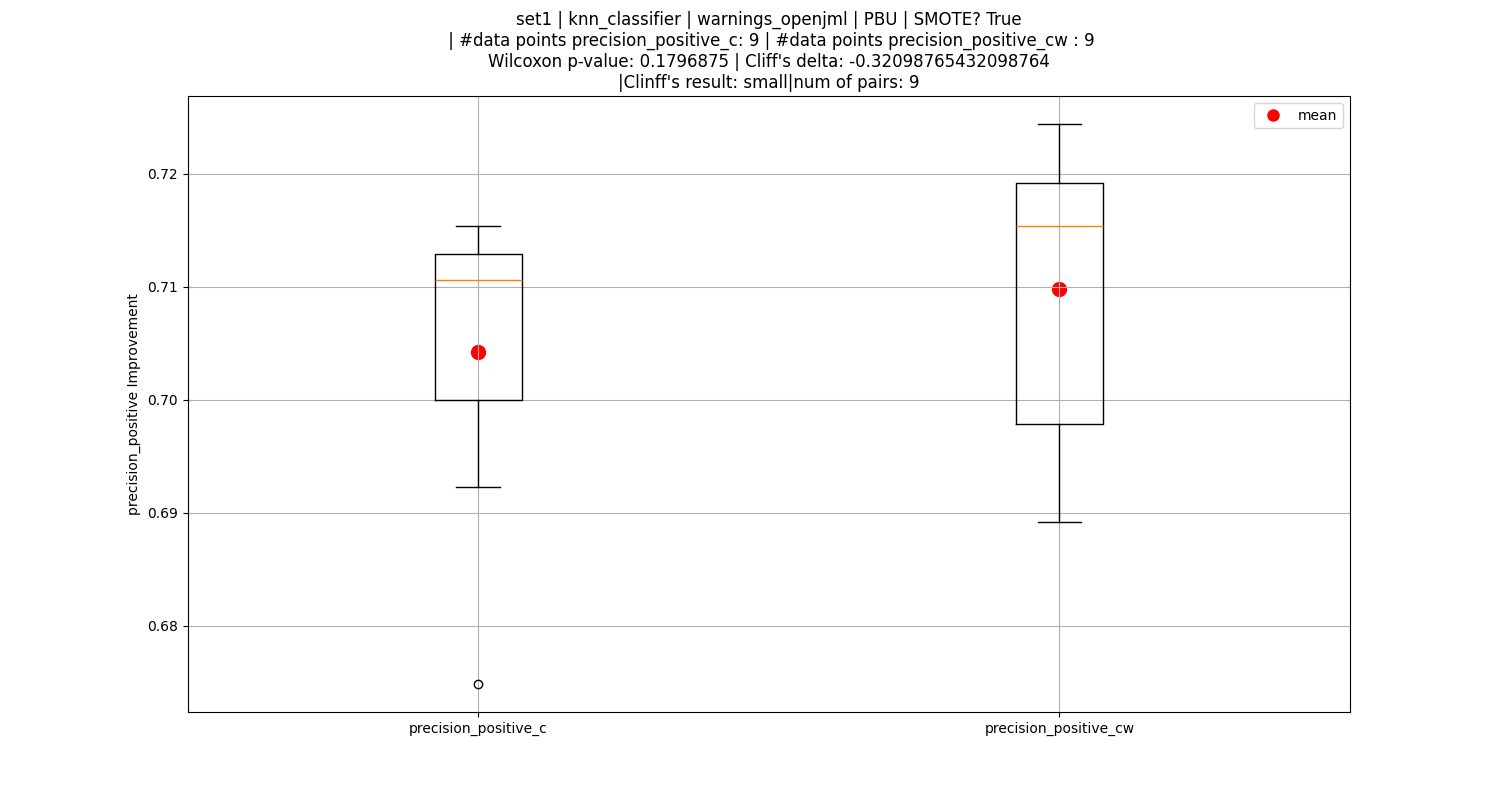 set1 | knn_classifier | warnings_openjml | PBU | SMOTE? True
| #data points precision_positive_c: 9 | #data points precision_positive_cw : 9
Wilcoxon p-value: 0.1796875 | Cliff's delta: -0.32098765432098764
|Clinff's result: small|num of pairs: 9
mean
0.72
0.71
0.70
0.69
0.68
precision_positive Improvement
precision_positive_c
precision_positive_cw